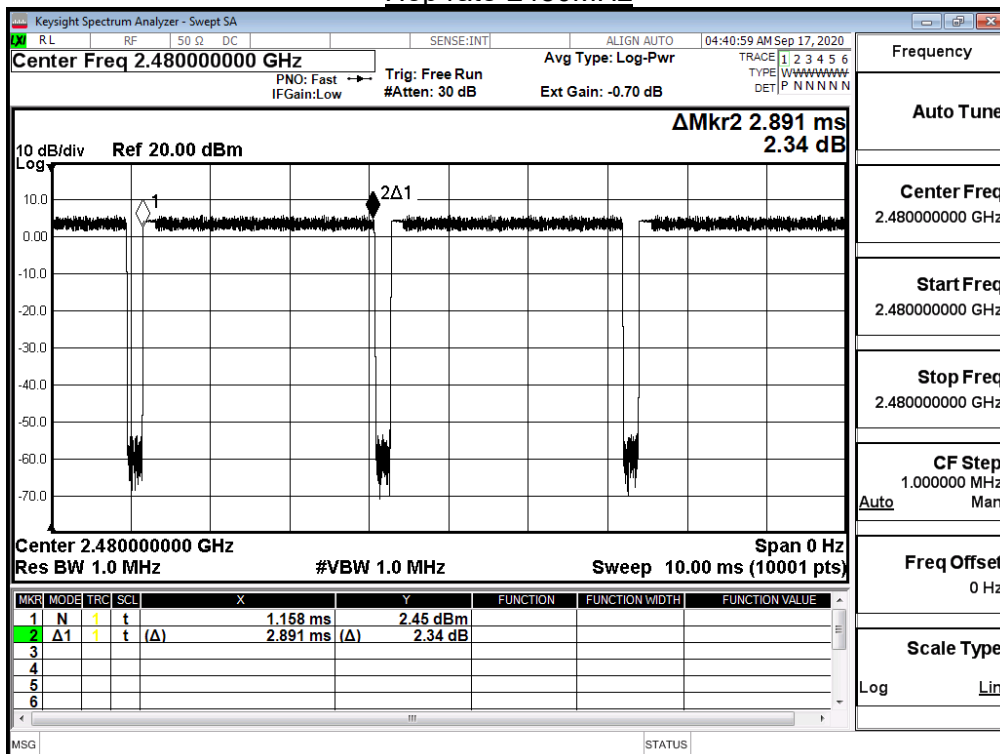 Keysight Spectrum Analyzer - Swept SA
LXI RL RF 50 Ω DC SENSE:INT ALIGN AUTO 04:40:59 AM Sep 17, 2020
Center Freq 2.480000000 GHz
PNO: Fast
IFGain:Low
Trig: Free Run
#Atten: 30 dB
Avg Type: Log-Pwr
Ext Gain: -0.70 dB
TRACE 1 2 3 4 5 6
TYPE WWWWWWW
DET P N N N N N
ΔMkr2 2.891 ms
2.34 dB
10 dB/div Ref 20.00 dBm
Log
10.0
0.00
-10.0
-20.0
-30.0
-40.0
-50.0
-60.0
-70.0
1
2Δ1
Center 2.480000000 GHz Span 0 Hz
Res BW 1.0 MHz #VBW 1.0 MHz Sweep 10.00 ms (10001 pts)
MKR MODE TRC SCL X Y FUNCTION FUNCTION WIDTH FUNCTION VALUE
1 N 1 t 1.158 ms 2.45 dBm
2 Δ1 1 t (Δ) 2.891 ms (Δ) 2.34 dB
3
4
5
6
MSG STATUS
Frequency
Auto Tune
Center Freq
2.480000000 GHz
Start Freq
2.480000000 GHz
Stop Freq
2.480000000 GHz
CF Step
1.000000 MHz
Auto Man
Freq Offset
0 Hz
Scale Type
Log Lin